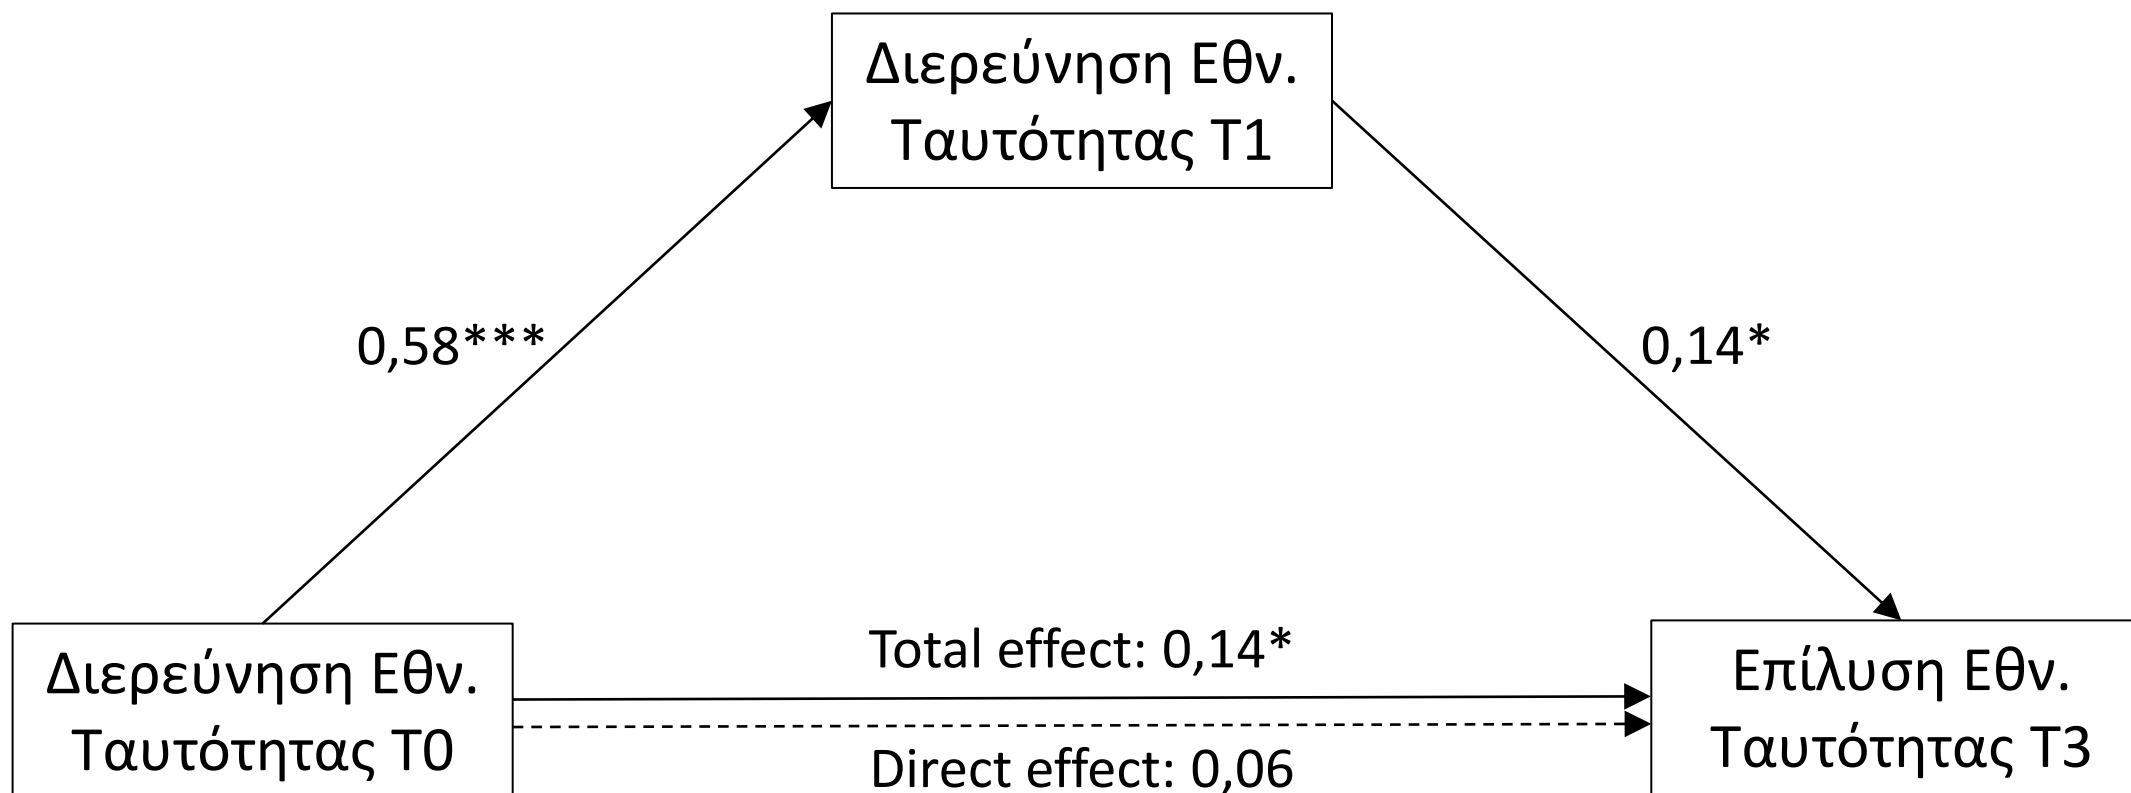 Διερεύνηση Εθν.
Ταυτότητας Τ1
0,58***
0,14*
Διερεύνηση Εθν.
Ταυτότητας Τ0
Total effect: 0,14*
Direct effect: 0,06
Επίλυση Εθν.
Ταυτότητας Τ3